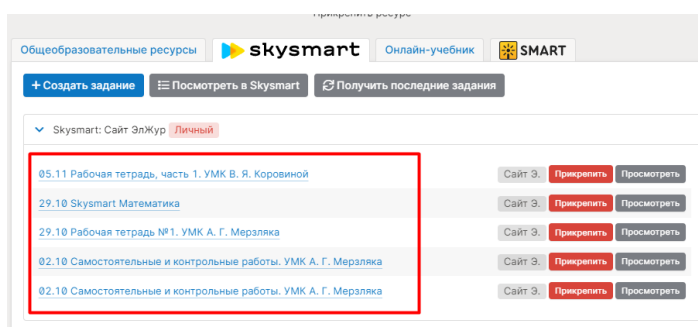 Прикрепить ресурс
Общеобразовательные ресурсы skysmart Онлайн-учебник SMART
+ Создать задание Посмотреть в Skysmart Получить последние задания
Skysmart: Сайт ЭлЖур Личный
05.11 Рабочая тетрадь, часть 1. УМК В. Я. Коровиной Сайт Э. Прикрепить Просмотреть
29.10 Skysmart Математика Сайт Э. Прикрепить Просмотреть
29.10 Рабочая тетрадь №1. УМК А. Г. Мерзляка Сайт Э. Прикрепить Просмотреть
02.10 Самостоятельные и контрольные работы. УМК А. Г. Мерзляка Сайт Э. Прикрепить Просмотреть
02.10 Самостоятельные и контрольные работы. УМК А. Г. Мерзляка Сайт Э. Прикрепить Просмотреть